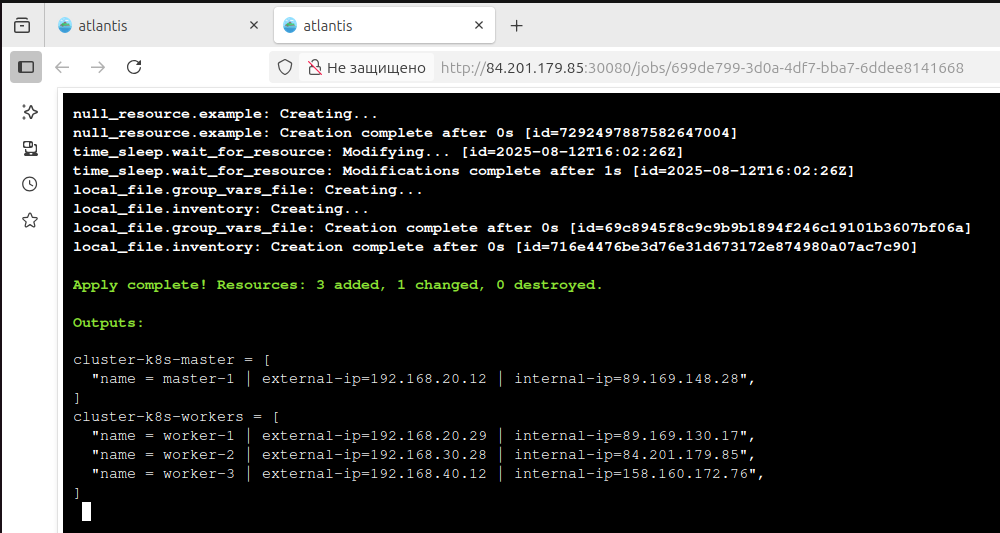 atlantis
atlantis
Не защищено http://84.201.179.85:30080/jobs/699de799-3d0a-4df7-bba7-6ddee8141668
null_resource.example: Creating...
null_resource.example: Creation complete after 0s [id=7292497887582647004]
time_sleep.wait_for_resource: Modifying... [id=2025-08-12T16:02:26Z]
time_sleep.wait_for_resource: Modifications complete after 1s [id=2025-08-12T16:02:26Z]
local_file.group_vars_file: Creating...
local_file.inventory: Creating...
local_file.group_vars_file: Creation complete after 0s [id=69c8945f8c9c9b9b1894f246c19101b3607bf06a]
local_file.inventory: Creation complete after 0s [id=716e4476be3d76e31d673172e874980a07ac7c90]
Apply complete! Resources: 3 added, 1 changed, 0 destroyed.
Outputs:
cluster-k8s-master = [
"name = master-1 | external-ip=192.168.20.12 | internal-ip=89.169.148.28",
]
cluster-k8s-workers = [
"name = worker-1 | external-ip=192.168.20.29 | internal-ip=89.169.130.17",
"name = worker-2 | external-ip=192.168.30.28 | internal-ip=84.201.179.85",
"name = worker-3 | external-ip=192.168.40.12 | internal-ip=158.160.172.76",
]